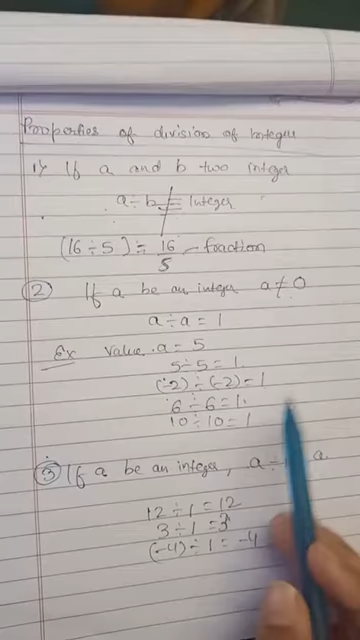 Properties of division of Integer
1) If a and b two integer
a ÷ b ≠ Integer
(16 ÷ 5) = 16/5 - fraction
(2) If a be an integer a ≠ 0
a ÷ a = 1
Ex Value a = 5
5 ÷ 5 = 1
(-2) ÷ (-2) = 1
6 ÷ 6 = 1
10 ÷ 10 = 1
(3) If a be an integer, a ÷ a
12 ÷ 1 = 12
3 ÷ 1 = 3
(-4) ÷ 1 = -4